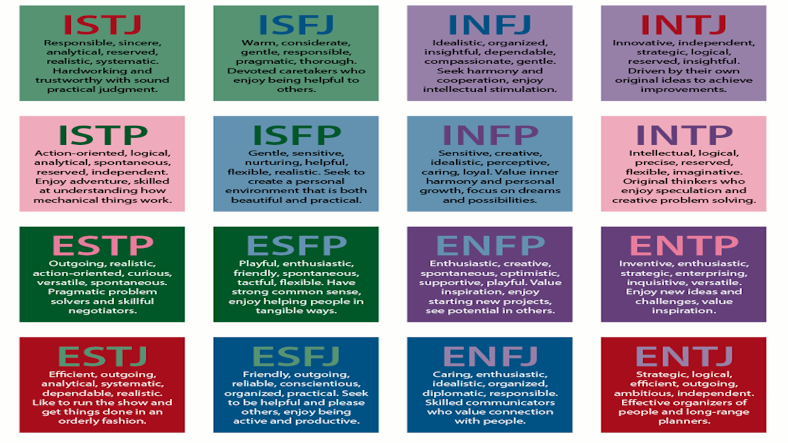 ISTJ
Responsible, sincere,
analytical, reserved,
realistic, systematic.
Hardworking and
trustworthy with sound
practical judgment.
ISFJ
Warm, considerate,
gentle, responsible,
pragmatic, thorough.
Devoted caretakers who
enjoy being helpful to
others.
INFJ
Idealistic, organized,
insightful, dependable,
compassionate, gentle.
Seek harmony and
cooperation, enjoy
intellectual stimulation.
INTJ
Innovative, independent,
strategic, logical,
reserved, insightful.
Driven by their own
original ideas to achieve
improvements.
ISTP
Action-oriented, logical,
analytical, spontaneous,
reserved, independent.
Enjoy adventure, skilled
at understanding how
mechanical things work.
ISFP
Gentle, sensitive,
nurturing, helpful,
flexible, realistic. Seek to
create a personal
environment that is both
beautiful and practical.
INFP
Sensitive, creative,
idealistic, perceptive,
caring, loyal. Value inner
harmony and personal
growth, focus on dreams
and possibilities.
INTP
Intellectual, logical,
precise, reserved,
flexible, imaginative.
Original thinkers who
enjoy speculation and
creative problem solving.
ESTP
Outgoing, realistic,
action-oriented, curious,
versatile, spontaneous.
Pragmatic problem
solvers and skillful
negotiators.
ESFP
Playful, enthusiastic,
friendly, spontaneous,
tactful, flexible. Have
strong common sense,
enjoy helping people in
tangible ways.
ENFP
Enthusiastic, creative,
spontaneous, optimistic,
supportive, playful. Value
inspiration, enjoy
starting new projects,
see potential in others.
ENTP
Inventive, enthusiastic,
strategic, enterprising,
inquisitive, versatile.
Enjoy new ideas and
challenges, value
inspiration.
ESTJ
Efficient, outgoing,
analytical, systematic,
dependable, realistic.
Like to run the show and
get things done in an
orderly fashion.
ESFJ
Friendly, outgoing,
reliable, conscientious,
organized, practical. Seek
to be helpful and please
others, enjoy being
active and productive.
ENFJ
Caring, enthusiastic,
idealistic, organized,
diplomatic, responsible.
Skilled communicators
who value connection
with people.
ENTJ
Strategic, logical,
efficient, outgoing,
ambitious, independent.
Effective organizers of
people and long-range
planners.